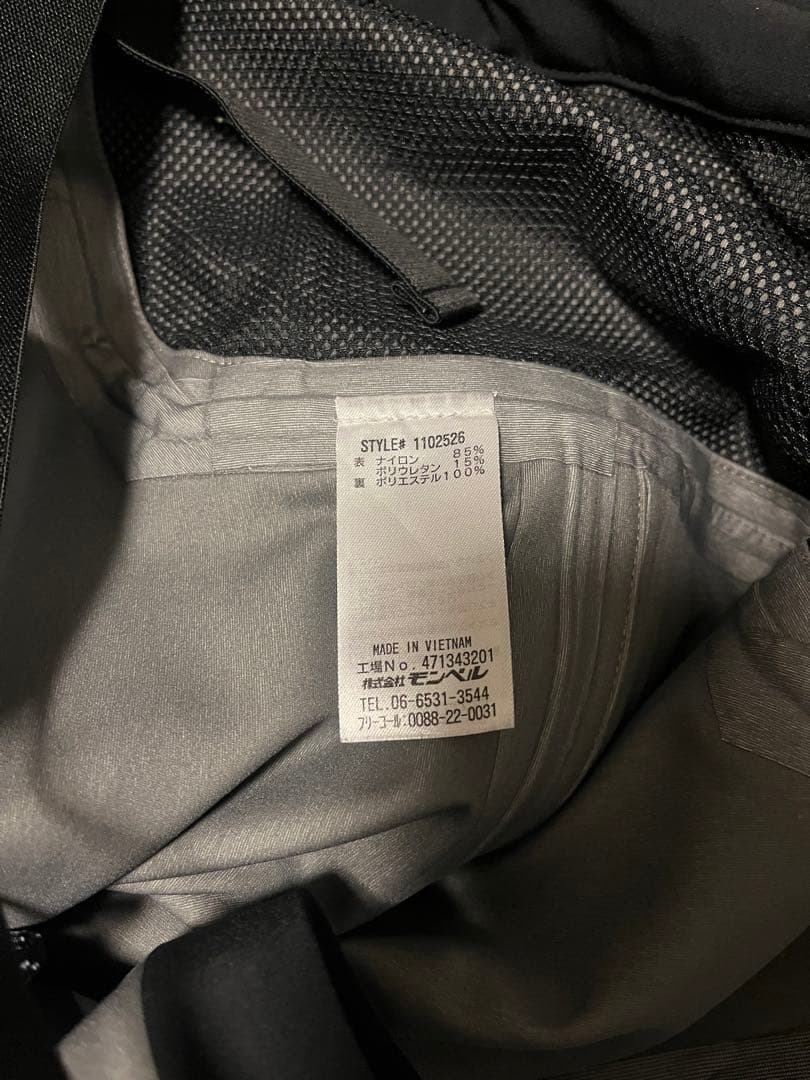 STYLE# 1102526
表 ナイロン 85%
ポリウレタン 15%
裏 ポリエステル100%
MADE IN VIETNAM
工場No. 471343201
株式会社 モンベル
TEL.06-6531-3544
フリーコール:0088-22-0031